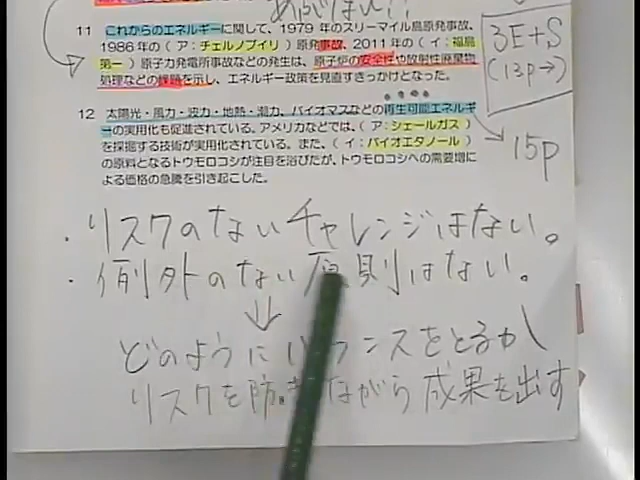 11 これからのエネルギーに関して、1979年のスリーマイル島原発事故、
3E+S
1986年の(ア:チェルノブイリ)原発事故、2011年の(イ:福島
(13p→)
第一)原子力発電所事故などの発生は、原子炉の安全性や放射性廃棄物
処理などの課題を示し、エネルギー政策を見直すきっかけとなった。
12 太陽光・風力・波力・地熱・潮力、バイオマスなどの再生可能エネルギ
ーの実用化も促進されている。アメリカなどでは、(ア:シェールガス)
を採掘する技術が実用化されている。また、(イ:バイオエタノール)
15p
の原料となるトウモロコシが注目を浴びたが、トウモロコシへの需要増に
よる価格の急騰を引き起こした。
・リスクのないチャレンジはない。
・例外のない原則はない。
↓
どのように ランスをとるか
リスクを防 ながら成果を出す